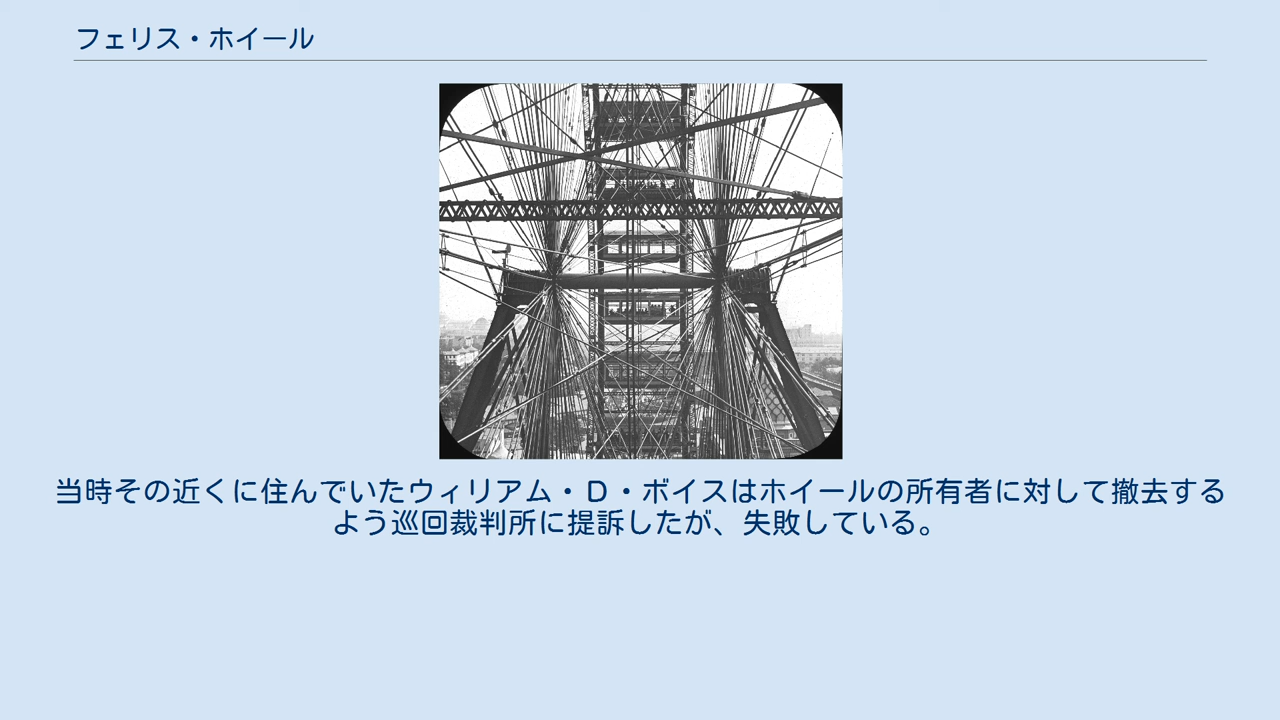 フェリス・ホイール
当時その近くに住んでいたウィリアム・Ｄ・ボイスはホイールの所有者に対して撤去する
よう巡回裁判所に提訴したが、失敗している。